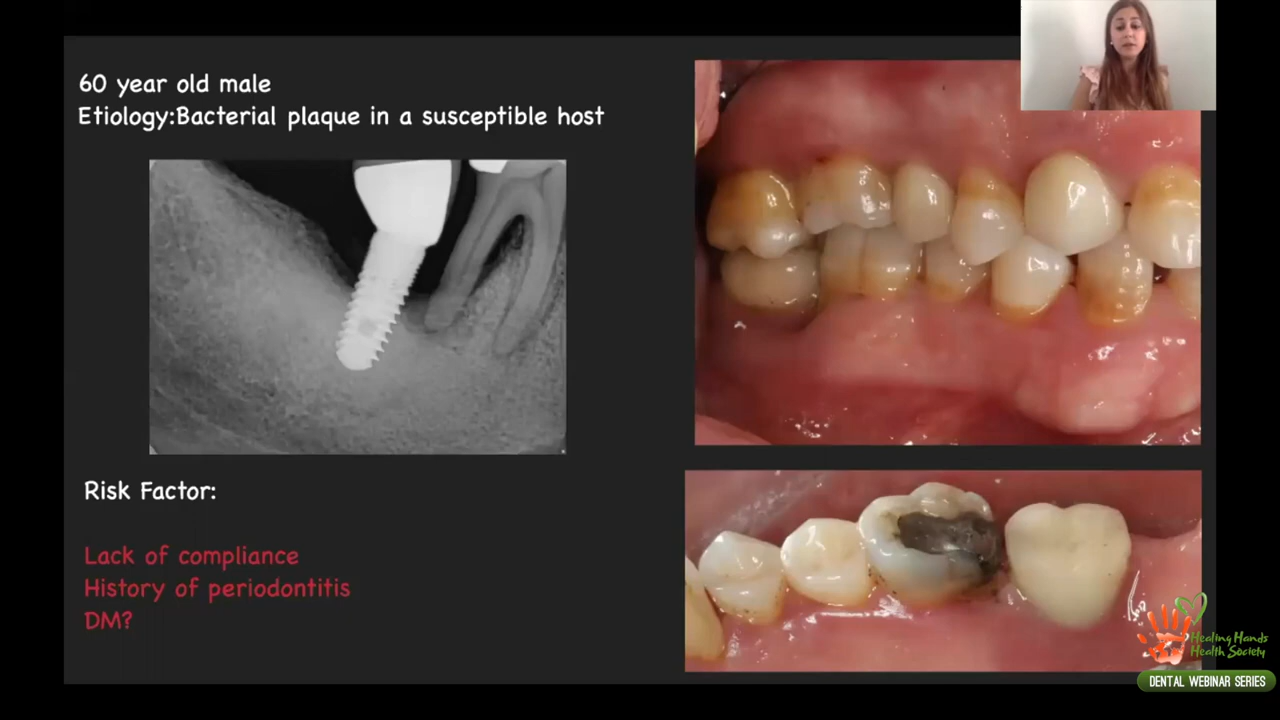 60 year old male
Etiology:Bacterial plaque in a susceptible host
Risk Factor:
Lack of compliance
History of periodontitis
DM?
Healing Hands
Health Society
DENTAL WEBINAR SERIES